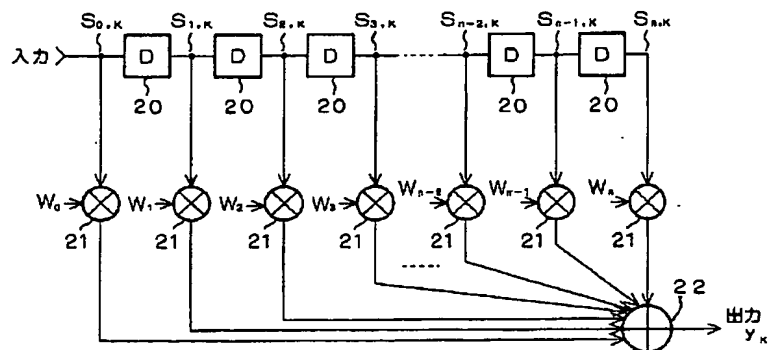 S₀,ₖ S₁,ₖ S₂,ₖ S₃,ₖ Sₙ₋₂,ₖ Sₙ₋₁,ₖ Sₙ,ₖ
入力 D D D D D
20 20 20 20 20
W₀ W₁ W₂ W₃ Wₙ₋₂ Wₙ₋₁ Wₙ
21 21 21 21 21 21 21
22
出力
yₖ